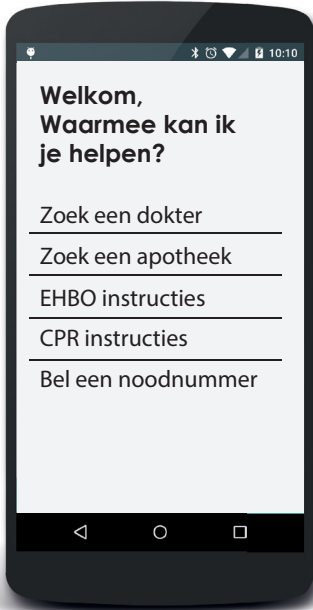 10:10
Welkom,
Waarmee kan ik
je helpen?
Zoek een dokter
Zoek een apotheek
EHBO instructies
CPR instructies
Bel een noodnummer